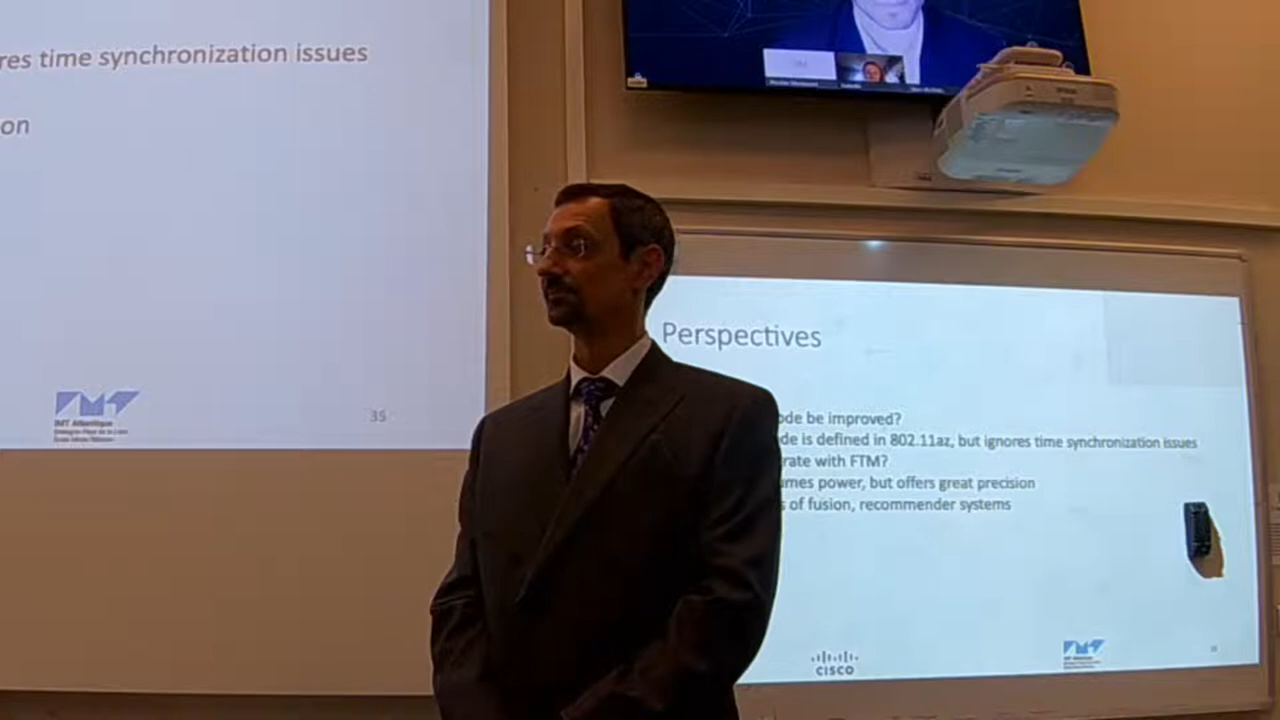 res time synchronization issues
on
IMT Atlantique
35
Perspectives
ode be improved?
de is defined in 802.11az, but ignores time synchronization issues
rate with FTM?
mes power, but offers great precision
s of fusion, recommender systems
CISCO